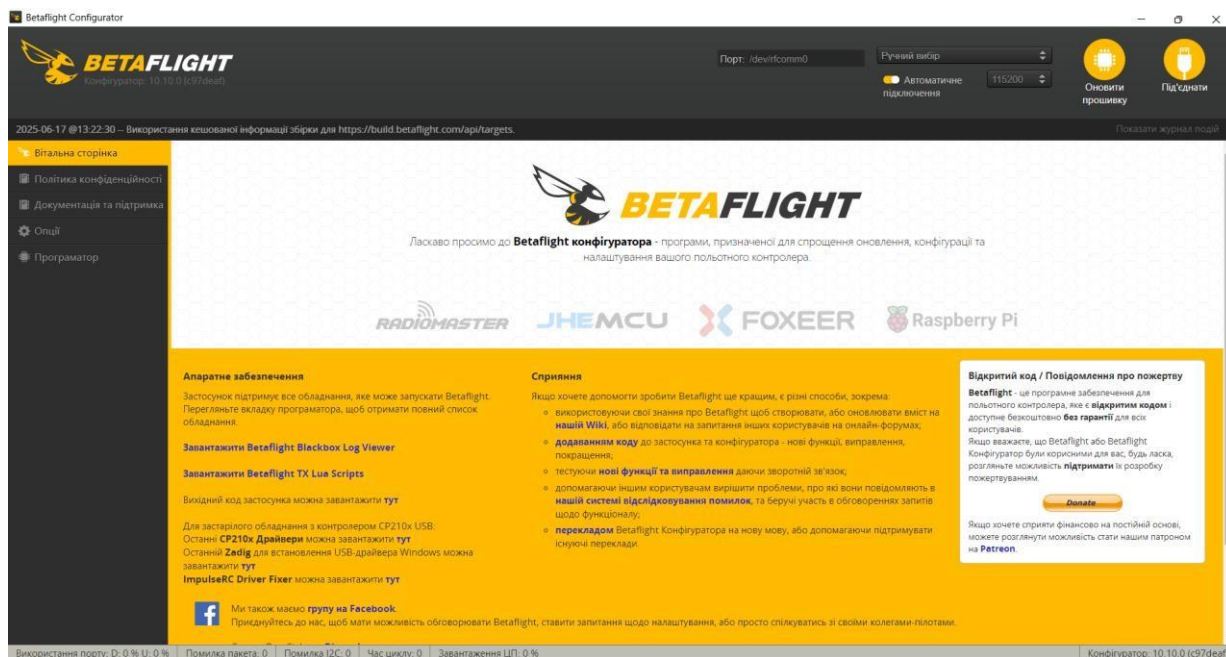 Betaflight Configurator
BETAFLIGHT
Конфігуратор: 10.10.0 (c97deaf)
Порт: /dev/rfcomm0
Ручний вибір
Автоматичне
підключення
115200
Оновити
прошивку
Під'єднати
2025-06-17 @13:22:30 -- Використання кешованої інформації збірки для https://build.betaflight.com/api/targets.
Показати журнал подій
Вітальна сторінка
Політика конфіденційності
Документація та підтримка
Опції
Програматор
BETAFLIGHT
Ласкаво просимо до Betaflight конфігуратора - програми, призначеної для спрощення оновлення, конфігурації та
налаштування вашого польотного контролера.
RADIOMASTER
JHEMCU
FOXEER
Raspberry Pi
Апаратне забезпечення
Застосунок підтримує все обладнання, яке може запускати Betaflight.
Перегляньте вкладку програматора, щоб отримати повний список
обладнання.
Завантажити Betaflight Blackbox Log Viewer
Завантажити Betaflight TX Lua Scripts
Вихідний код застосунка можна завантажити тут
Для застарілого обладнання з контролером CP210x USB:
Останні CP210x Драйвери можна завантажити тут
Останній Zadig для встановлення USB-драйвера Windows можна
завантажити тут
ImpulseRC Driver Fixer можна завантажити тут
Сприяння
Якщо хочете допомогти зробити Betaflight ще кращим, є різні способи, зокрема:
використовуючи свої знання про Betaflight щоб створювати, або оновлювати вміст на
нашій Wiki, або відповідати на запитання інших користувачів на онлайн-форумах;
додаванням коду до застосунка та конфігуратора - нові функції, виправлення,
покращення;
тестуючи нові функції та виправлення даючи зворотній зв'язок;
допомагаючи іншим користувачам вирішити проблеми, про які вони повідомляють в
нашій системі відслідковування помилок, та беручи участь в обговореннях запитів
щодо функціоналу;
перекладом Betaflight Конфігуратора на нову мову, або допомагаючи підтримувати
існуючі переклади.
Відкритий код / Повідомлення про пожертву
Betaflight - це програмне забезпечення для
польотного контролера, яке є відкритим кодом і
доступне безкоштовно без гарантії для всіх
користувачів.
Якщо вважаєте, що Betaflight або Betaflight
Конфігуратор були корисними для вас, будь ласка,
розгляньте можливість підтримати їх розробку
пожертвуванням.
Donate
Якщо хочете сприяти фінансово на постійній основі,
можете розглянути можливість стати нашим патроном
на Patreon.
Ми також маємо групу на Facebook.
Приєднуйтесь до нас, щоб мати можливість обговорювати Betaflight, ставити запитання щодо налаштування, або просто спілкуватись зі своїми колегами-пілотами.
Використання порту: D: 0 % U: 0 %
Помилка пакета: 0
Помилка I2C: 0
Час циклу: 0
Завантаження ЦП: 0 %
Конфігуратор: 10.10.0 (c97deaf